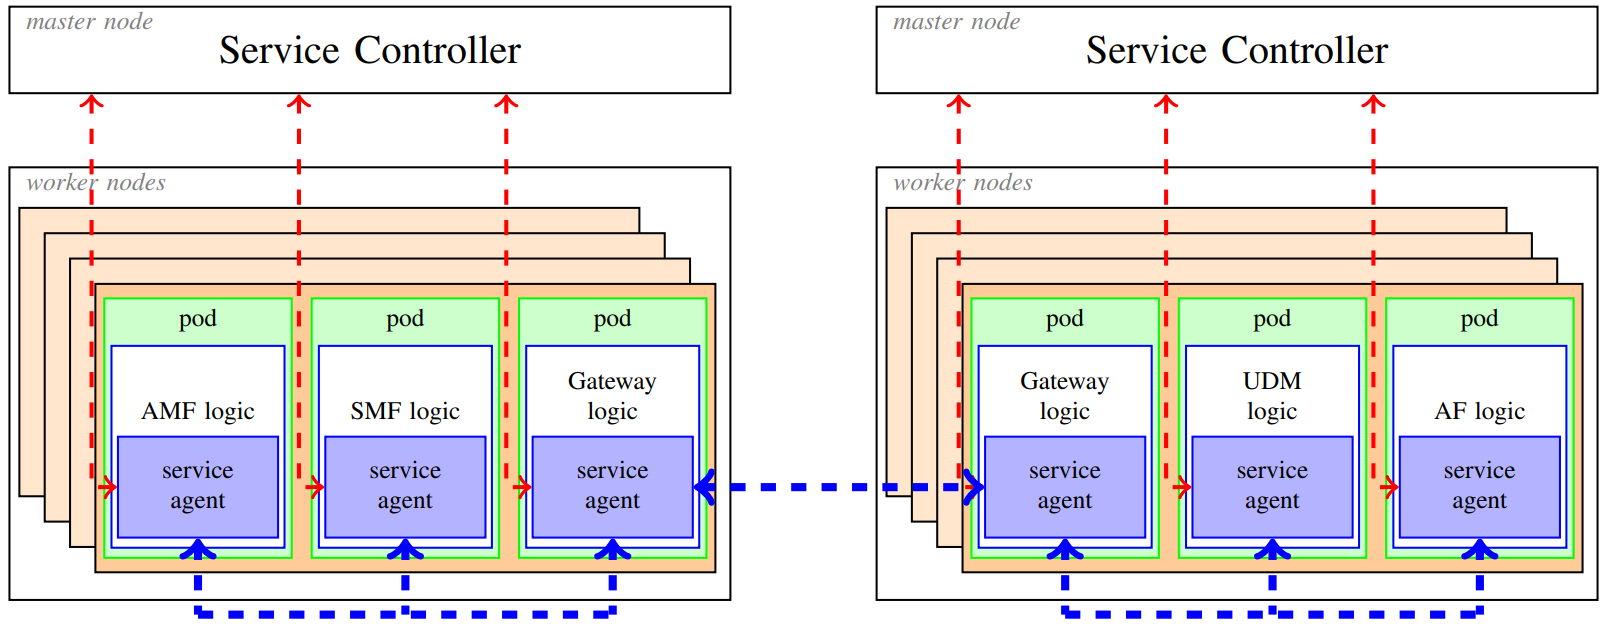 master node
Service Controller
worker nodes
pod
AMF logic
service
agent
pod
SMF logic
service
agent
pod
Gateway
logic
service
agent
master node
Service Controller
worker nodes
pod
Gateway
logic
service
agent
pod
UDM
logic
service
agent
pod
AF logic
service
agent